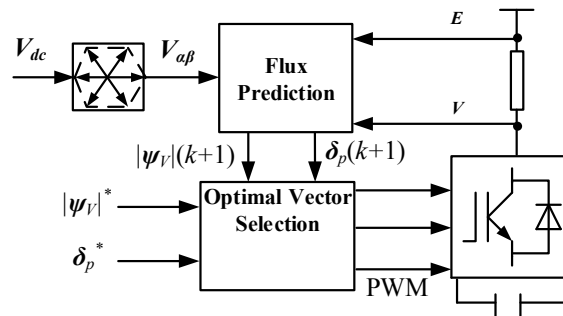 V_dc
V_αβ
Flux
Prediction
E
V
|ψ_V|(k+1)
δ_p(k+1)
|ψ_V|^*
δ_p^*
Optimal Vector
Selection
PWM